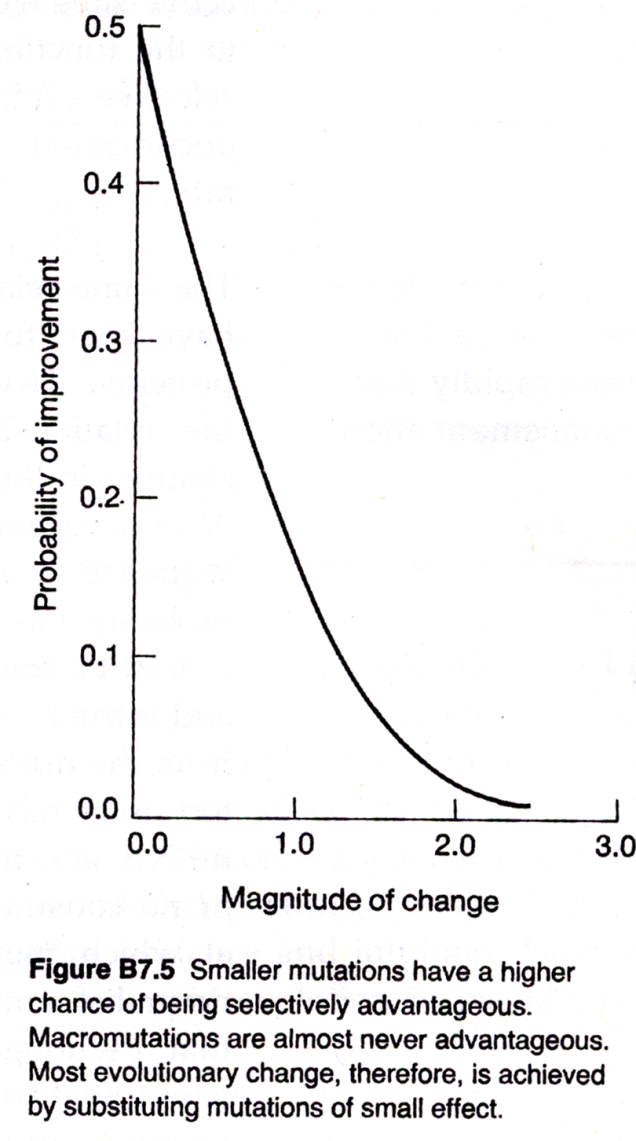 0.5
0.4
0.3
0.2
0.1
0.0
Probability of improvement
0.0 1.0 2.0 3.0
Magnitude of change
Figure B7.5 Smaller mutations have a higher
chance of being selectively advantageous.
Macromutations are almost never advantageous.
Most evolutionary change, therefore, is achieved
by substituting mutations of small effect.